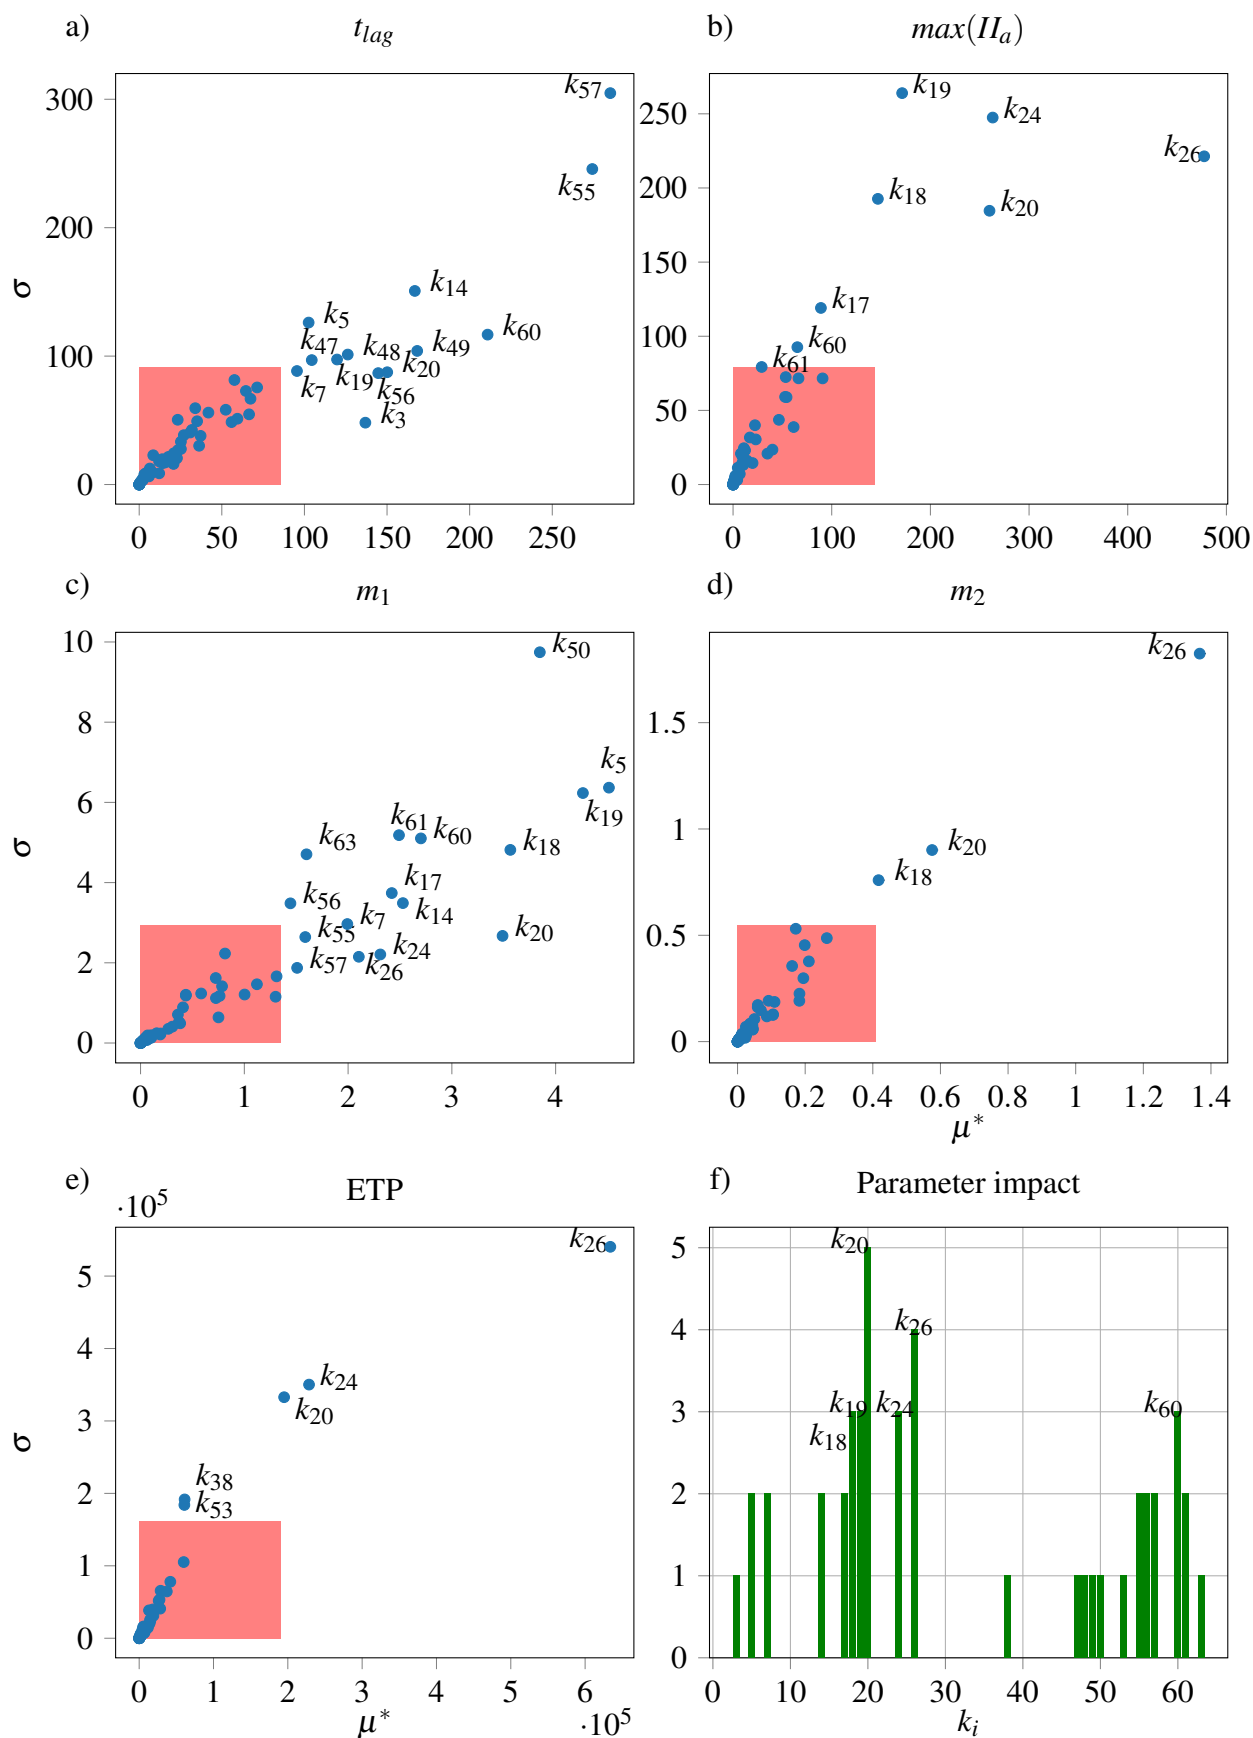 a) t_lag
300
200
100
0
σ
0 50 100 150 200 250
k57
k55
k14
k5
k60
k47
k48
k49
k7
k19
k20
k56
k3
b) max(II_a)
250
200
150
100
50
0
0 100 200 300 400 500
k19
k24
k26
k18
k20
k17
k60
k61
c) m1
10
8
6
4
2
0
σ
0 1 2 3 4
k50
k5
k19
k61
k60
k18
k63
k17
k56
k14
k7
k55
k20
k24
k57
k26
d) m2
1.5
1
0.5
0
0 0.2 0.4 0.6 0.8 1 1.2 1.4
μ*
k26
k20
k18
e) ETP
·10^5
5
4
3
2
1
0
σ
0 1 2 3 4 5 6
μ*
·10^5
k26
k24
k20
k38
k53
f) Parameter impact
5
4
3
2
1
0
0 10 20 30 40 50 60
k_i
k20
k26
k19
k24
k60
k18